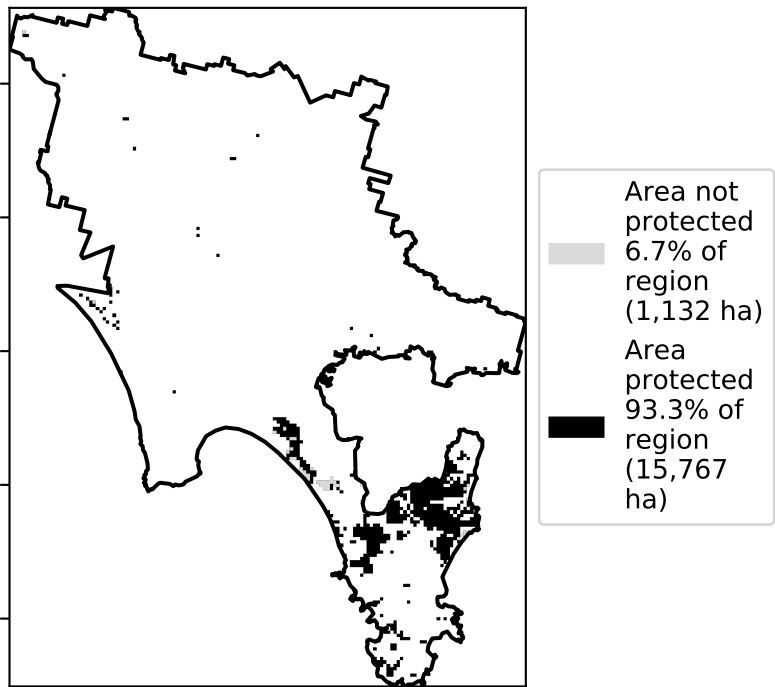 Area not
protected
6.7% of
region
(1,132 ha)
Area
protected
93.3% of
region
(15,767
ha)